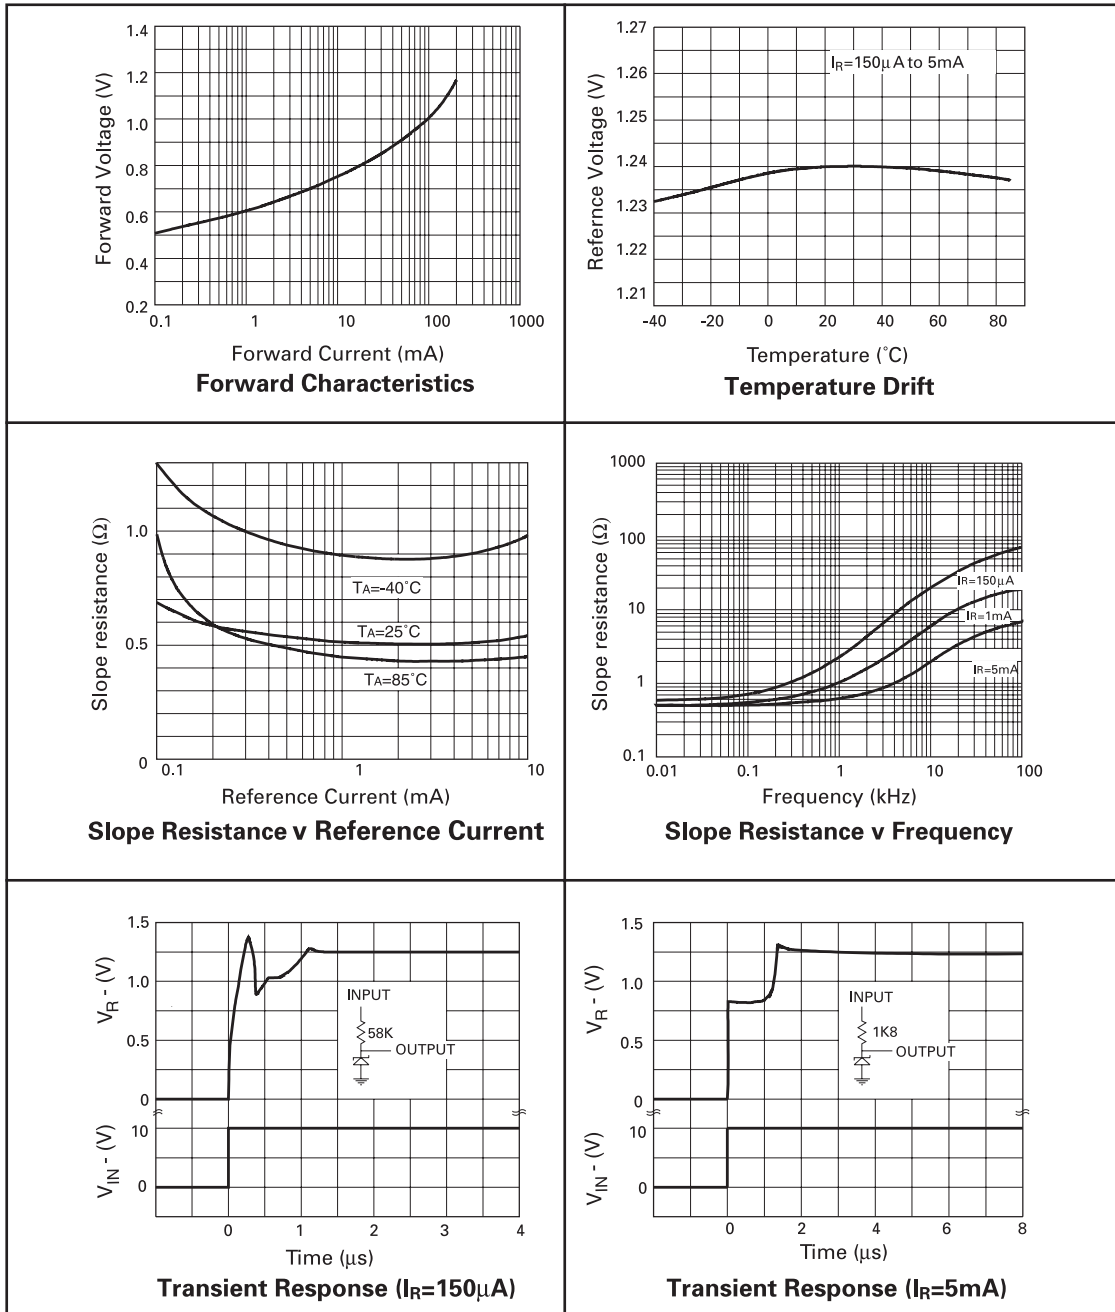 Forward Voltage (V)
1.4
1.2
1.0
0.8
0.6
0.4
0.2
0.1 1 10 100 1000
Forward Current (mA)
Forward Characteristics
Refernce Voltage (V)
1.27
1.26
1.25
1.24
1.23
1.22
1.21
IR=150µA to 5mA
-40 -20 0 20 40 60 80
Temperature (˚C)
Temperature Drift
Slope resistance (Ω)
1.0
0.5
0
TA=-40˚C
TA=25˚C
TA=85˚C
0.1 1 10
Reference Current (mA)
Slope Resistance v Reference Current
Slope resistance (Ω)
1000
100
10
1
0.1
IR=150µA
IR=1mA
IR=5mA
0.01 0.1 1 10 100
Frequency (kHz)
Slope Resistance v Frequency
VR - (V)
1.5
1.0
0.5
0
INPUT
58K
OUTPUT
VIN - (V)
10
0
0 1 2 3 4
Time (µs)
Transient Response (IR=150µA)
VR - (V)
1.5
1.0
0.5
0
INPUT
1K8
OUTPUT
VIN - (V)
10
0
0 2 4 6 8
Time (µs)
Transient Response (IR=5mA)